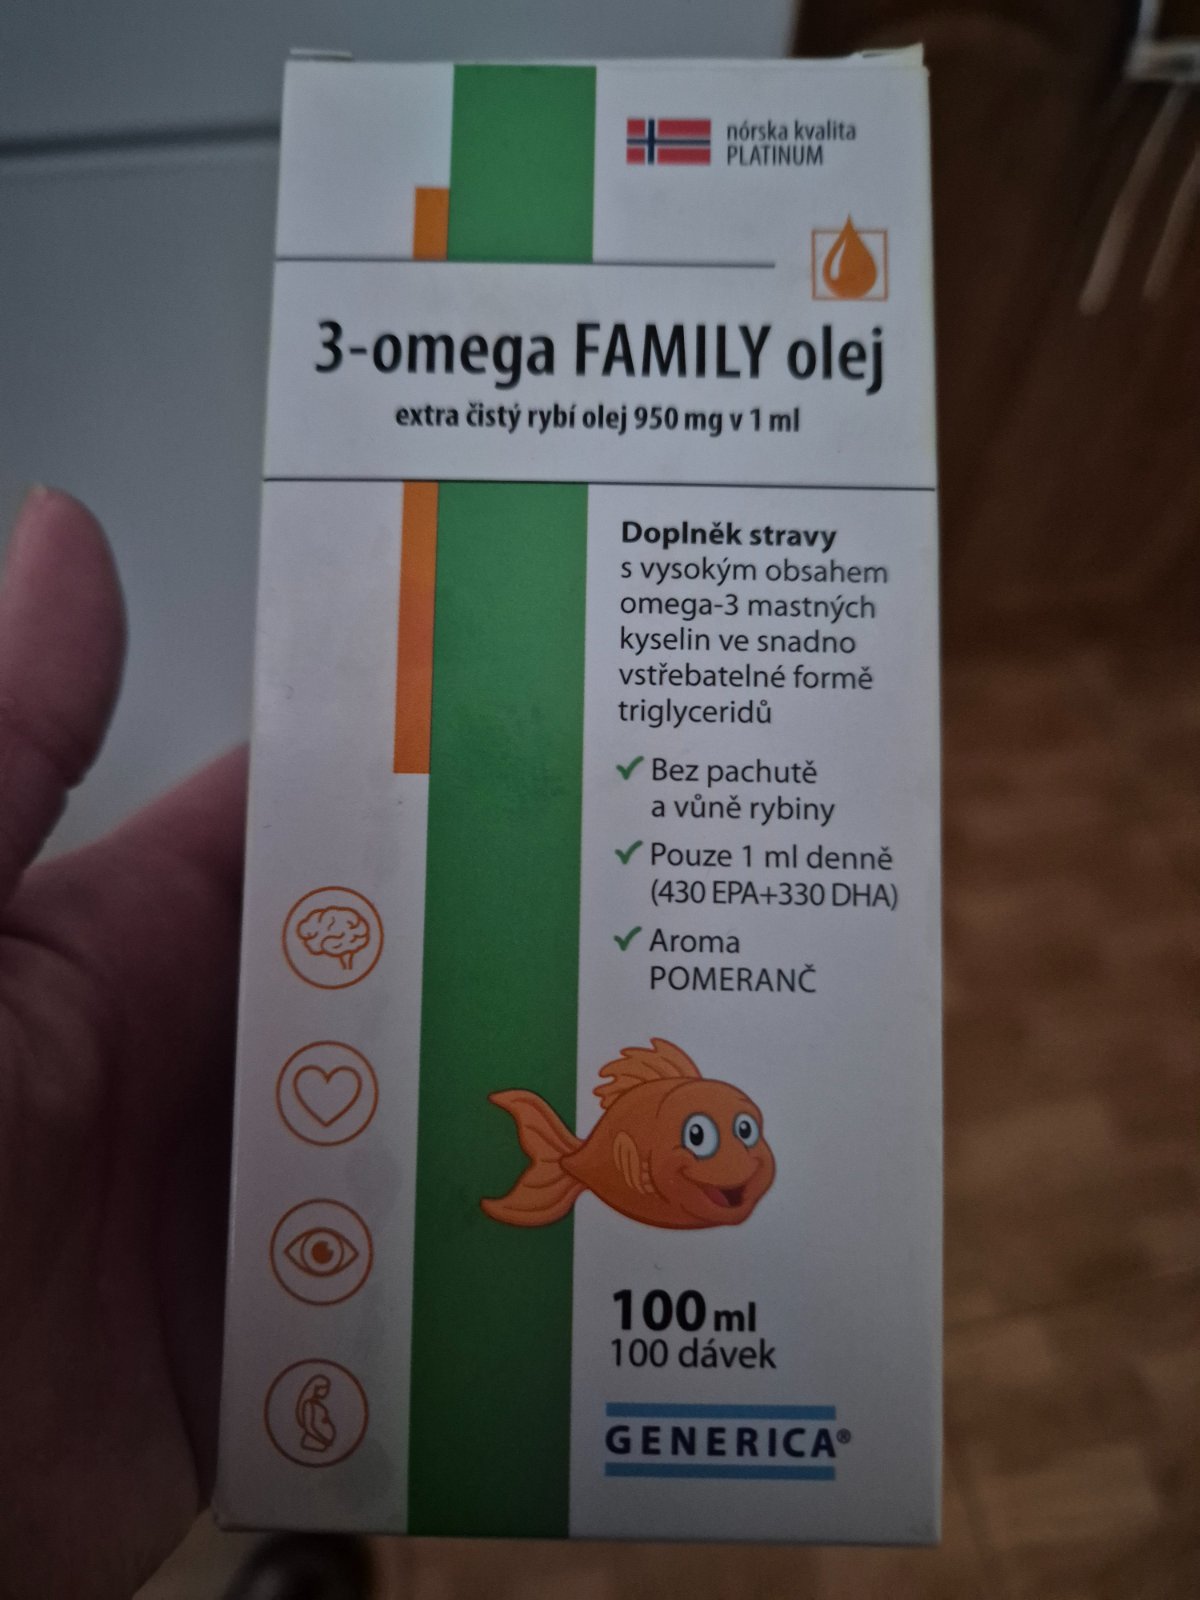 nórska kvalita
PLATINUM
3-omega FAMILY olej
extra čistý rybí olej 950 mg v 1 ml
Doplněk stravy
s vysokým obsahem
omega-3 mastných
kyselin ve snadno
vstřebatelné formě
triglyceridů
Bez pachutě
a vůně rybiny
Pouze 1 ml denně
(430 EPA+330 DHA)
Aroma
POMERANČ
100 ml
100 dávek
GENERICA®